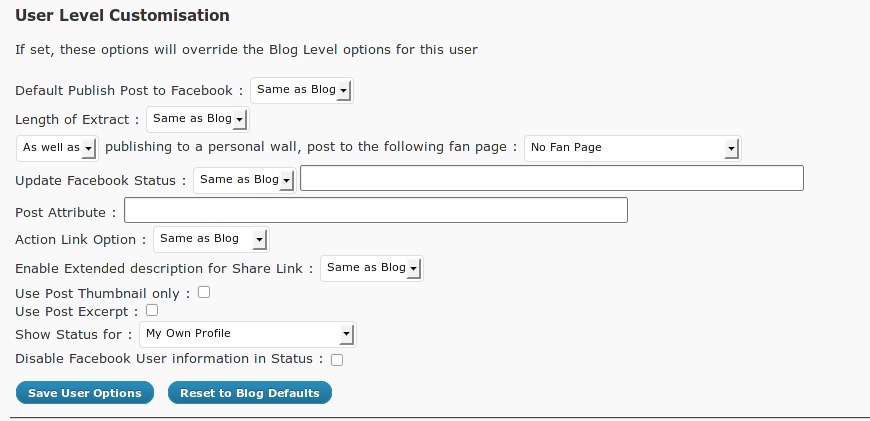 User Level Customisation
If set, these options will override the Blog Level options for this user
Default Publish Post to Facebook : Same as Blog
Length of Extract : Same as Blog
As well as publishing to a personal wall, post to the following fan page : No Fan Page
Update Facebook Status : Same as Blog
Post Attribute :
Action Link Option : Same as Blog
Enable Extended description for Share Link : Same as Blog
Use Post Thumbnail only :
Use Post Excerpt :
Show Status for : My Own Profile
Disable Facebook User information in Status :
Save User Options Reset to Blog Defaults